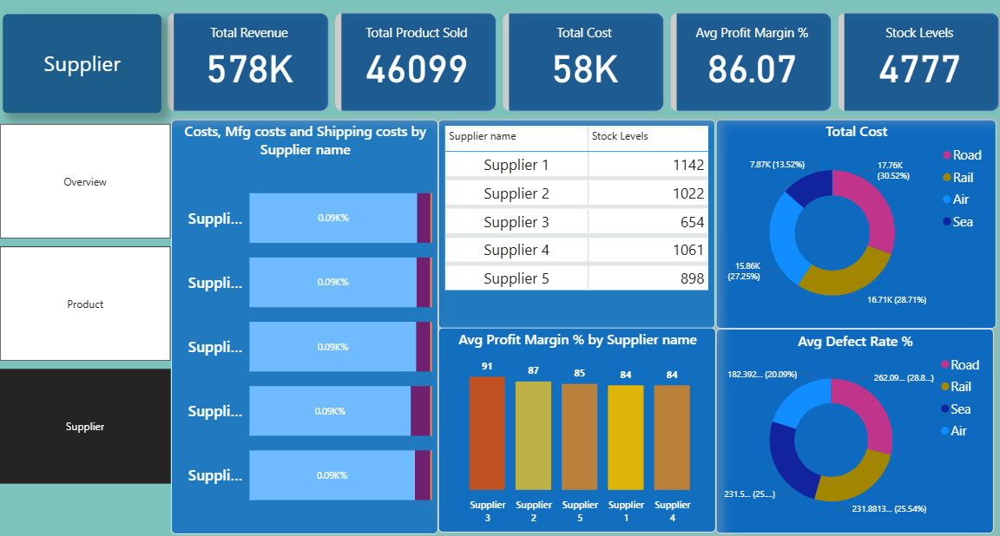 Supplier
Total Revenue
578K
Total Product Sold
46099
Total Cost
58K
Avg Profit Margin %
86.07
Stock Levels
4777
Overview
Product
Supplier
Costs, Mfg costs and Shipping costs by
Supplier name
Suppli...
0.09K%
Suppli...
0.09K%
Suppli...
0.09K%
Suppli...
0.09K%
Suppli...
0.09K%
Supplier name Stock Levels
Supplier 1 1142
Supplier 2 1022
Supplier 3 654
Supplier 4 1061
Supplier 5 898
Avg Profit Margin % by Supplier name
91 87 85 84 84
Supplier Supplier Supplier Supplier Supplier
3 2 5 1 4
Total Cost
7.87K (13.52%)
17.76K
(30.52%)
15.86K
(27.25%)
16.71K (28.71%)
Road
Rail
Air
Sea
Avg Defect Rate %
182.392... (20.09%)
262.09... (28.8...)
231.5... (25....)
231.8813... (25.54%)
Road
Rail
Sea
Air